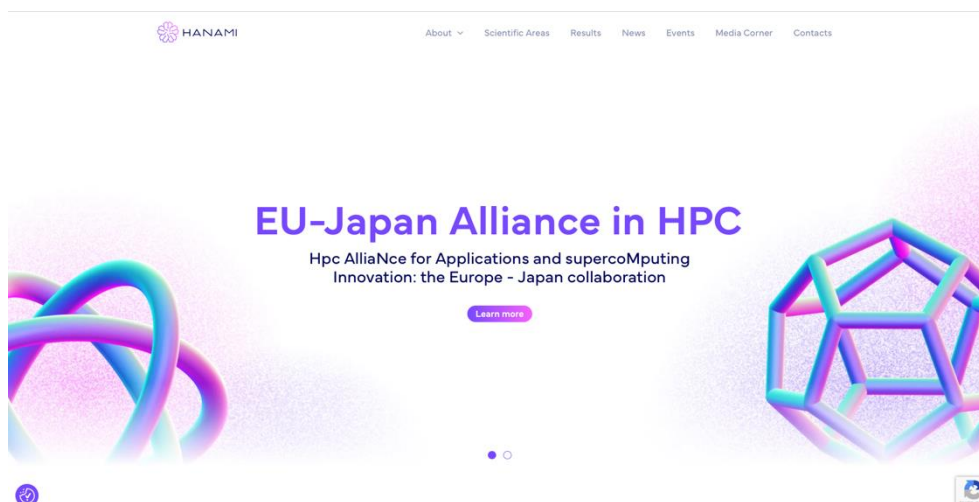 HANAMI
About
Scientific Areas
Results
News
Events
Media Corner
Contacts
EU-Japan Alliance in HPC
Hpc AlliaNce for Applications and supercoMputing
Innovation: the Europe - Japan collaboration
Learn more